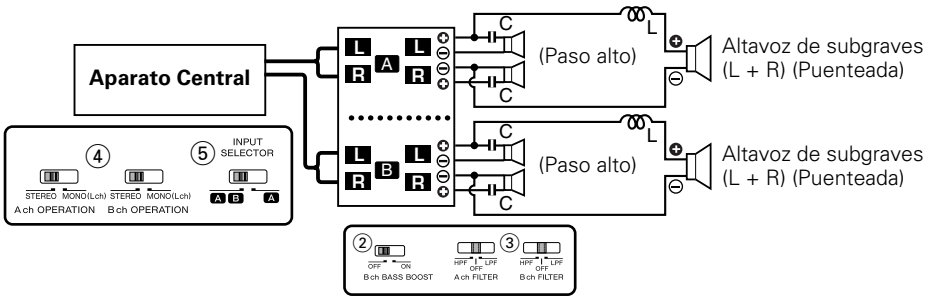 Aparato Central
L L
A
R R
C
(Paso alto)
C
L
Altavoz de subgraves
(L + R) (Puenteada)
L L
B
R R
C
(Paso alto)
C
L
Altavoz de subgraves
(L + R) (Puenteada)
④ ⑤ INPUT
SELECTOR
STEREO MONO(Lch) STEREO MONO(Lch) A B A
A ch OPERATION B ch OPERATION
② ③
OFF ON HPF LPF HPF LPF
OFF OFF
B ch BASS BOOST A ch FILTER B ch FILTER